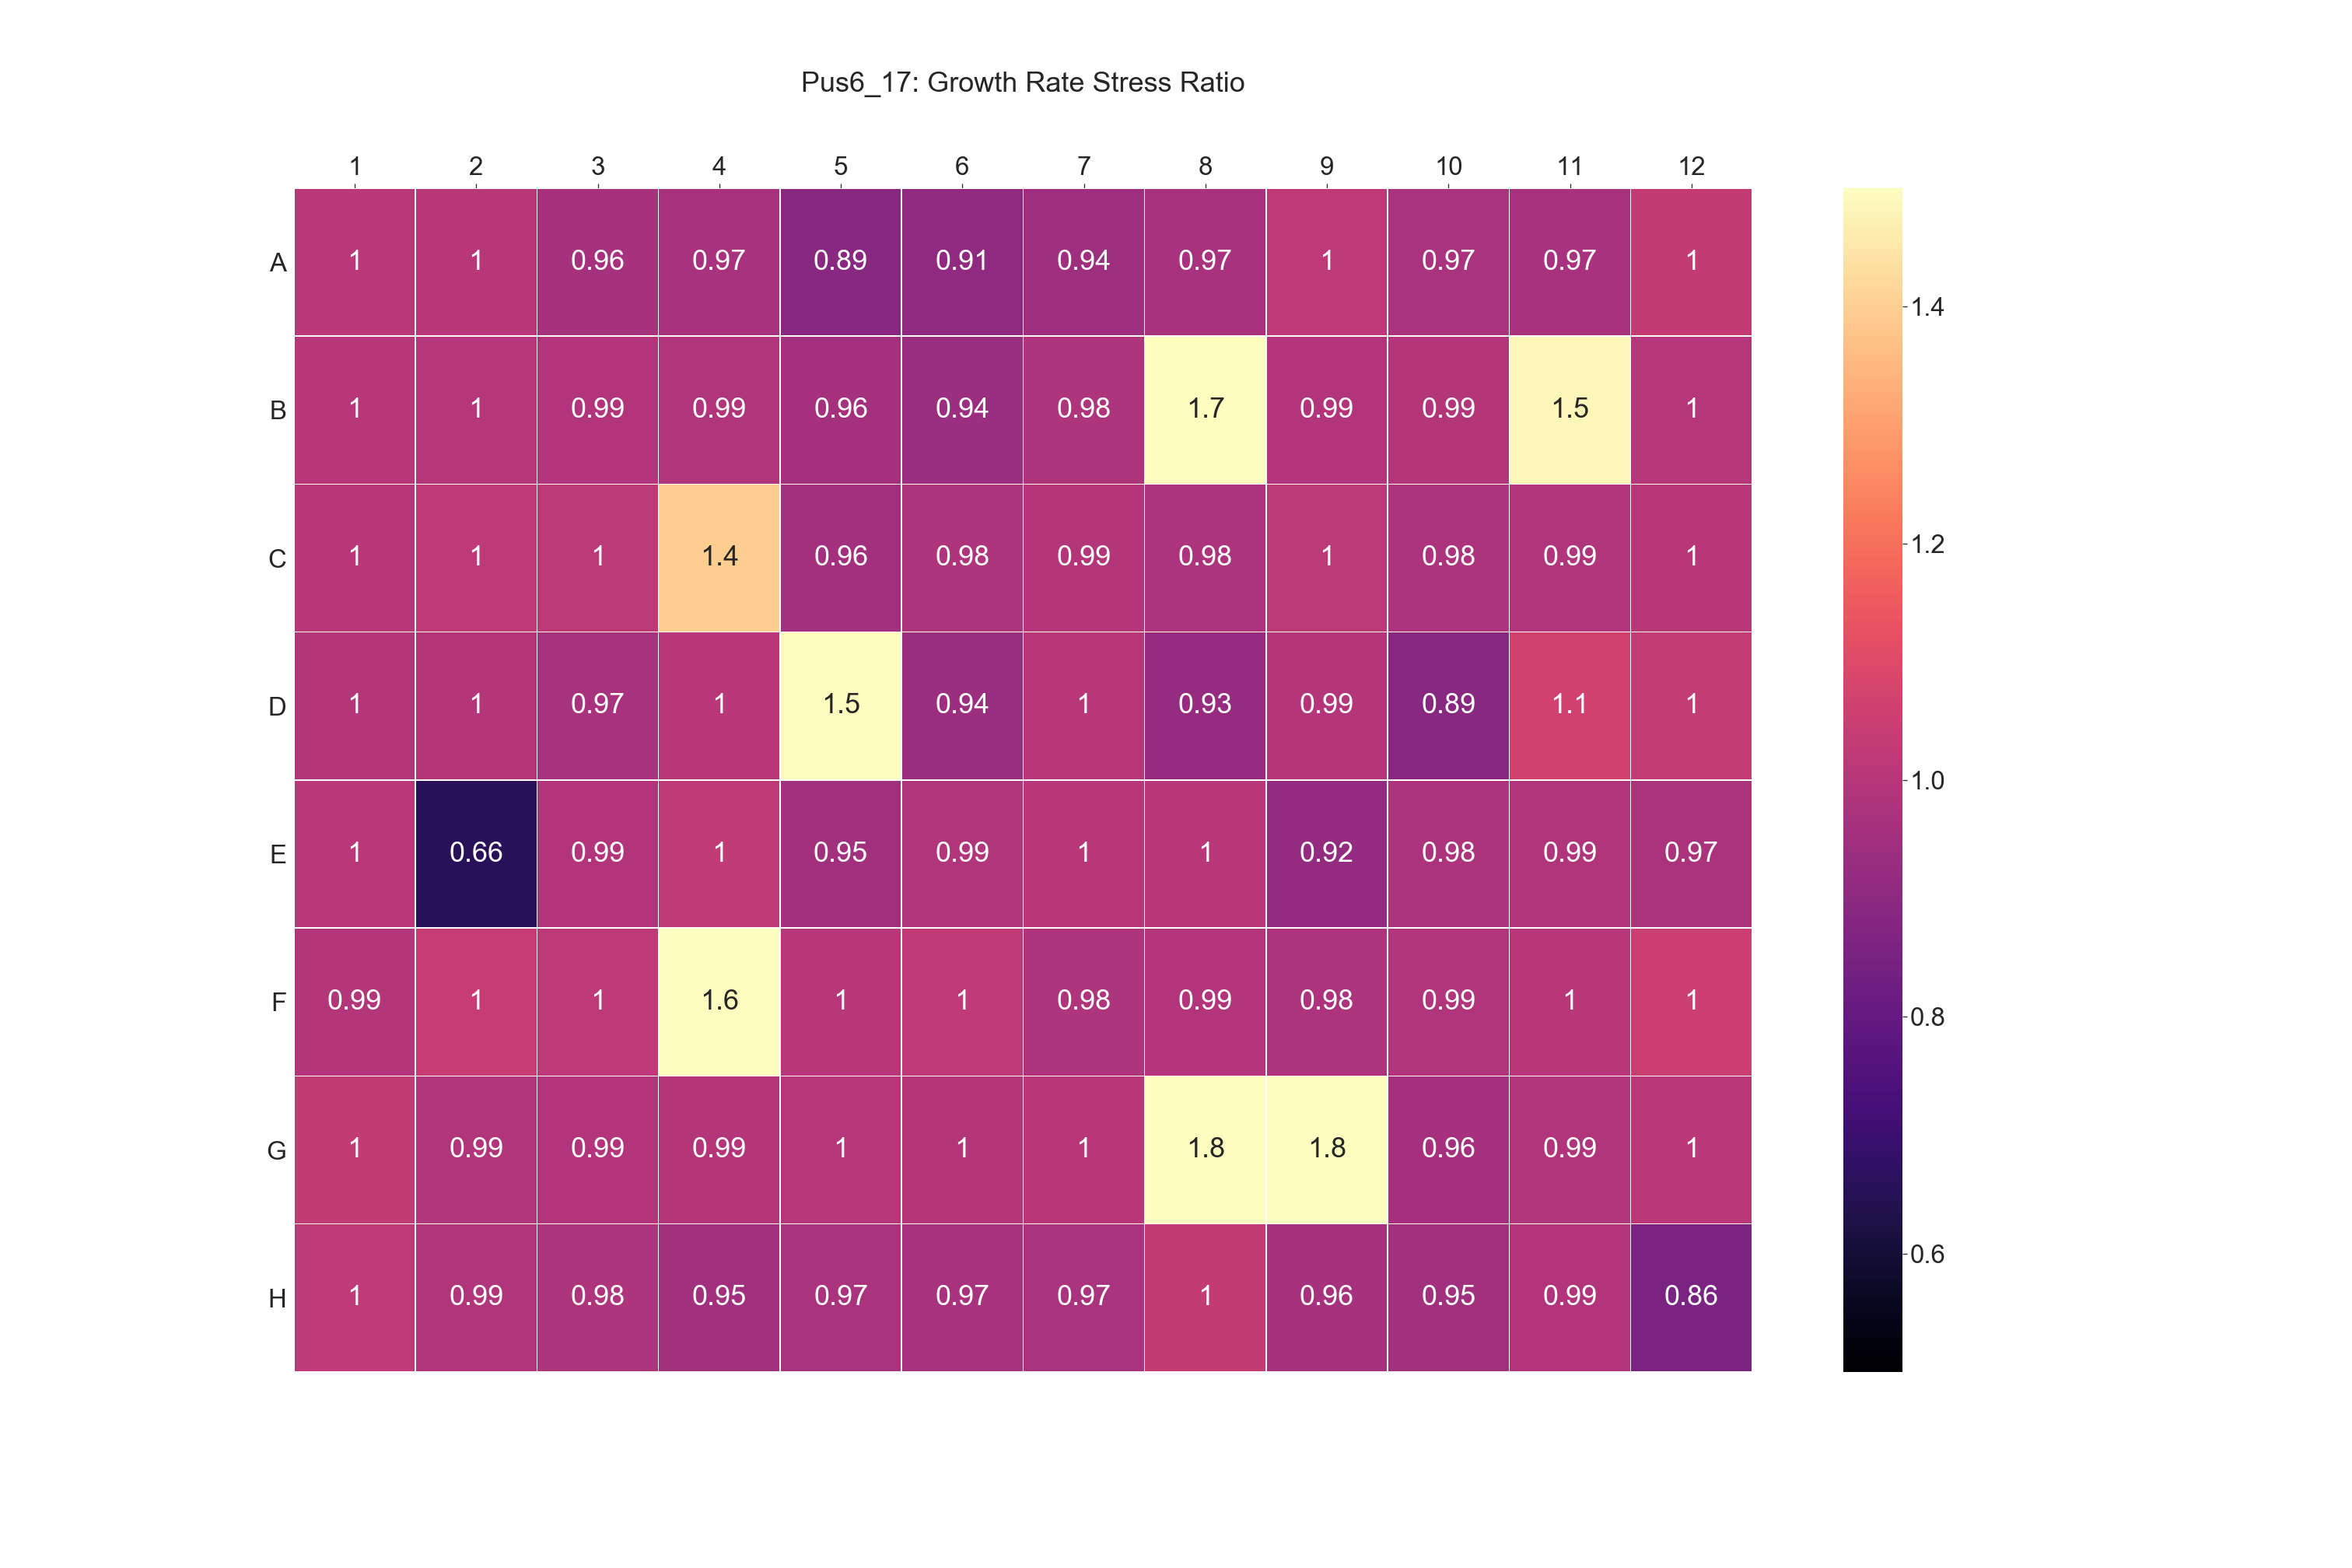 Pus6_17: Growth Rate Stress Ratio
1 2 3 4 5 6 7 8 9 10 11 12
A 1 1 0.96 0.97 0.89 0.91 0.94 0.97 1 0.97 0.97 1
1.4
B 1 1 0.99 0.99 0.96 0.94 0.98 1.7 0.99 0.99 1.5 1
C 1 1 1 1.4 0.96 0.98 0.99 0.98 1 0.98 0.99 1
1.2
D 1 1 0.97 1 1.5 0.94 1 0.93 0.99 0.89 1.1 1
1.0
E 1 0.66 0.99 1 0.95 0.99 1 1 0.92 0.98 0.99 0.97
F 0.99 1 1 1.6 1 1 0.98 0.99 0.98 0.99 1 1
0.8
G 1 0.99 0.99 0.99 1 1 1 1.8 1.8 0.96 0.99 1
0.6
H 1 0.99 0.98 0.95 0.97 0.97 0.97 1 0.96 0.95 0.99 0.86